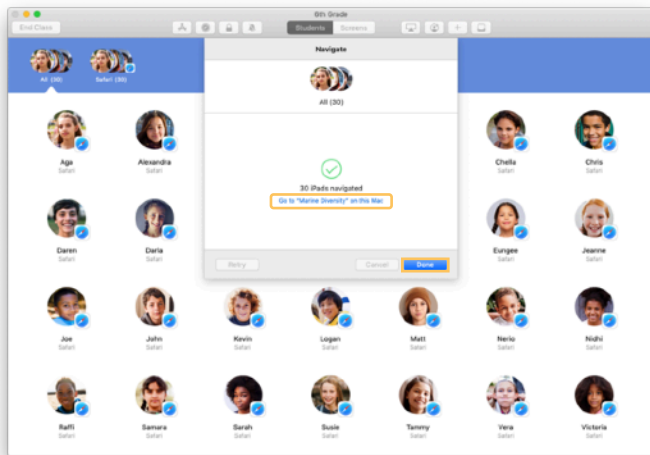 6th Grade
End Class
Students
Screens
Navigate
All (30)
Safari (30)
All (30)
30 iPads navigated
Go to "Marine Diversity" on this Mac
Retry
Cancel
Done
Aga
Safari
Alexandra
Safari
Chella
Safari
Chris
Safari
Daren
Safari
Daria
Safari
Eungee
Safari
Jeanne
Safari
Joe
Safari
John
Safari
Kevin
Safari
Logan
Safari
Matt
Safari
Nerio
Safari
Nidhi
Safari
Raffi
Safari
Samara
Safari
Sarah
Safari
Susie
Safari
Tammy
Safari
Vera
Safari
Victoria
Safari